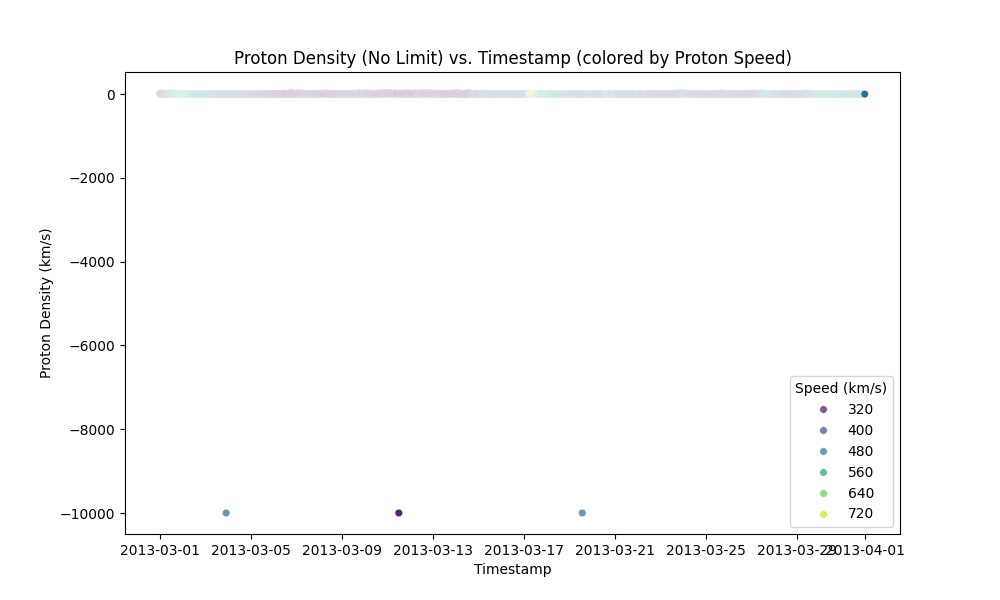 Proton Density (No Limit) vs. Timestamp (colored by Proton Speed)
0
−2000
−4000
−6000
−8000
−10000
Proton Density (km/s)
Speed (km/s)
320
400
480
560
640
720
2013-03-01 2013-03-05 2013-03-09 2013-03-13 2013-03-17 2013-03-21 2013-03-25 2013-03-29 2013-04-01
Timestamp